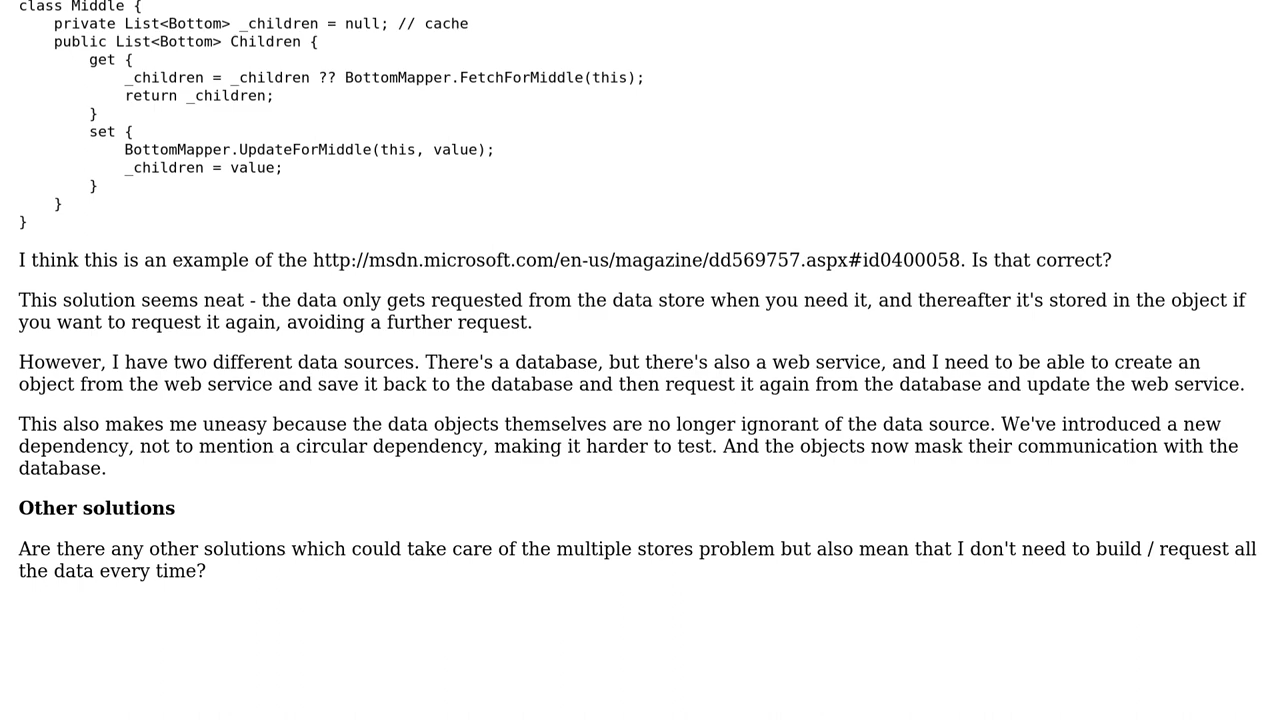 class Middle {
    private List<Bottom> _children = null; // cache
    public List<Bottom> Children {
        get {
            _children = _children ?? BottomMapper.FetchForMiddle(this);
            return _children;
        }
        set {
            BottomMapper.UpdateForMiddle(this, value);
            _children = value;
        }
    }
}
I think this is an example of the http://msdn.microsoft.com/en-us/magazine/dd569757.aspx#id0400058. Is that correct?
This solution seems neat - the data only gets requested from the data store when you need it, and thereafter it's stored in the object if
you want to request it again, avoiding a further request.
However, I have two different data sources. There's a database, but there's also a web service, and I need to be able to create an
object from the web service and save it back to the database and then request it again from the database and update the web service.
This also makes me uneasy because the data objects themselves are no longer ignorant of the data source. We've introduced a new
dependency, not to mention a circular dependency, making it harder to test. And the objects now mask their communication with the
database.
Other solutions
Are there any other solutions which could take care of the multiple stores problem but also mean that I don't need to build / request all
the data every time?